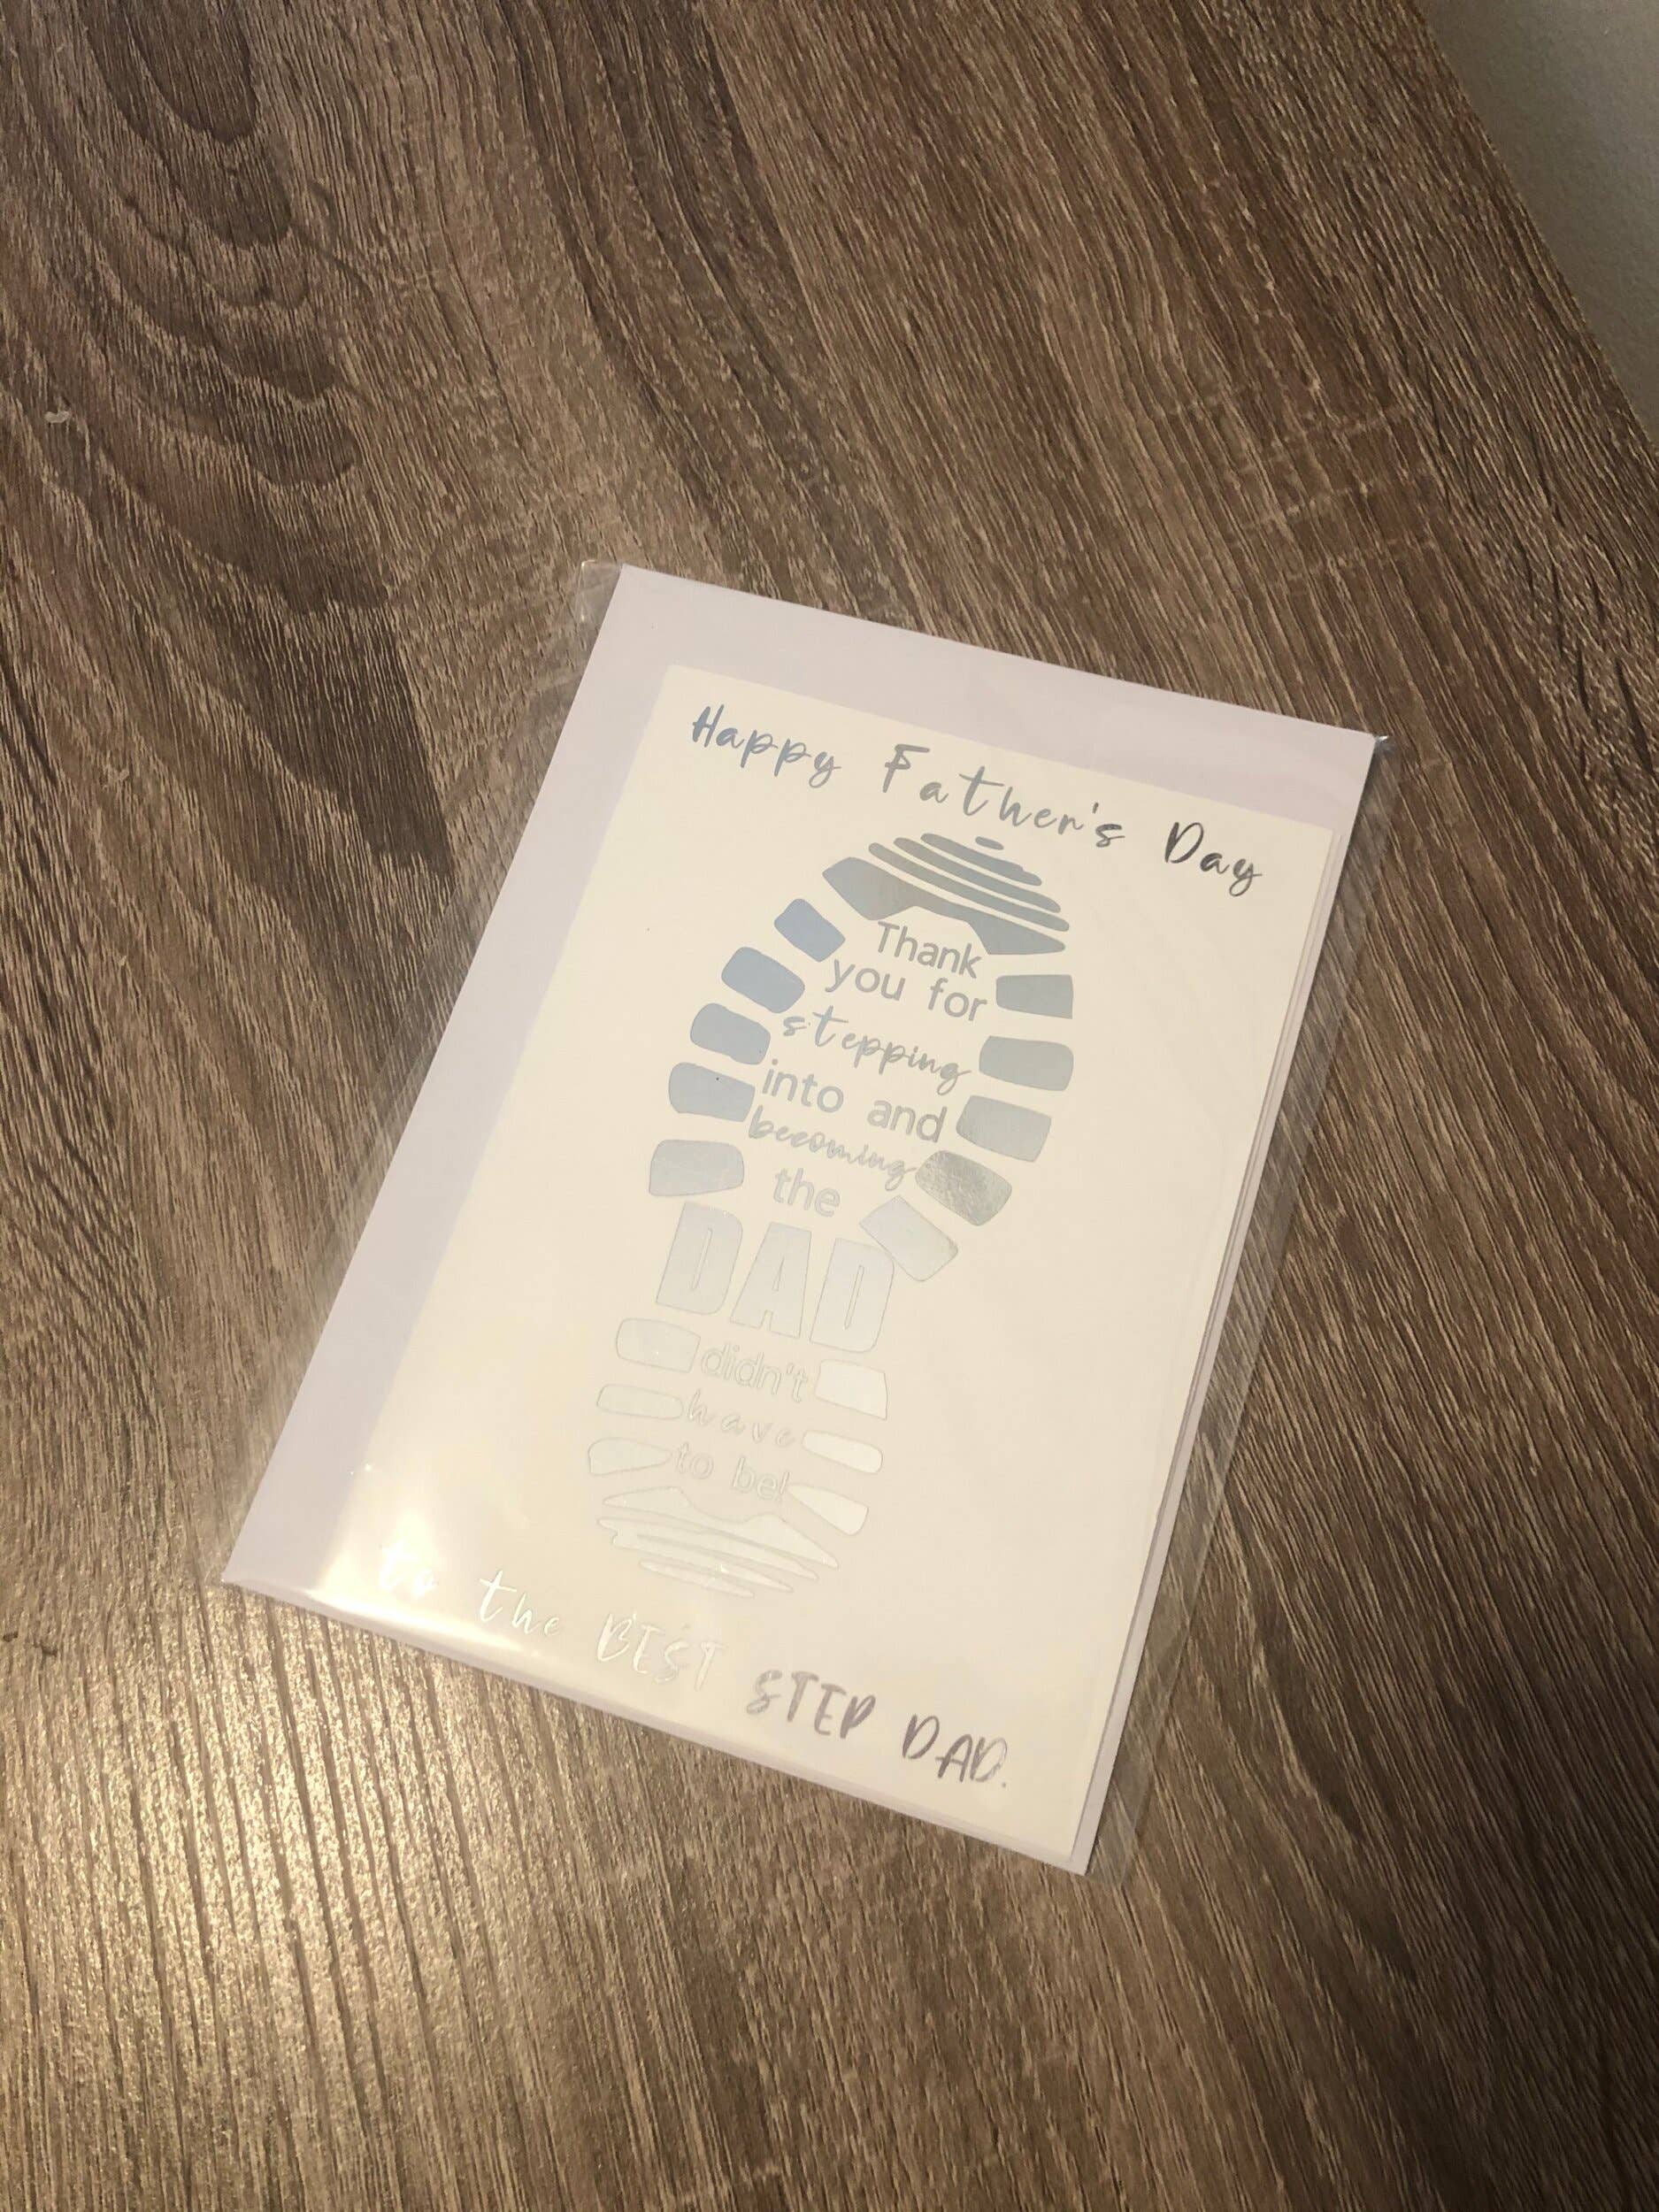 Happy Father's Day
Thank
you for
stepping
into and
becoming
the
DAD
didn't
have
to be!
to the BEST STEP DAD.